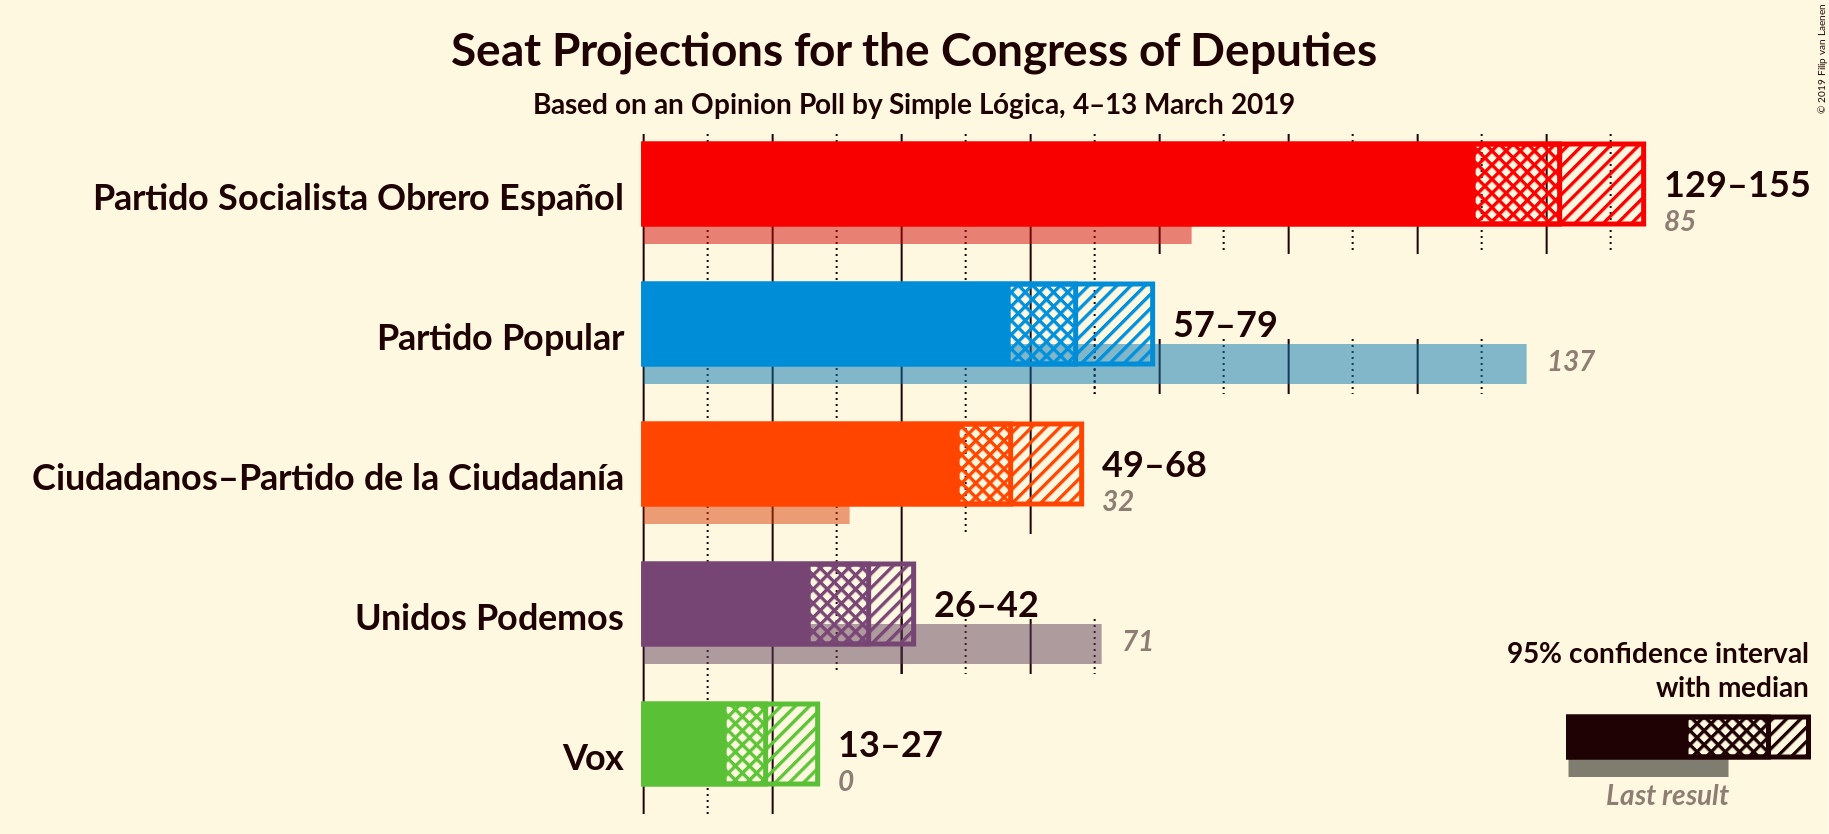 Seat Projections for the Congress of Deputies
Based on an Opinion Poll by Simple Lógica, 4–13 March 2019
© 2019 Filip van Laenen
Partido Socialista Obrero Español
129–155
85
Partido Popular
57–79
137
Ciudadanos–Partido de la Ciudadanía
49–68
32
Unidos Podemos
26–42
71
Vox
13–27
0
95% confidence interval
with median
Last result